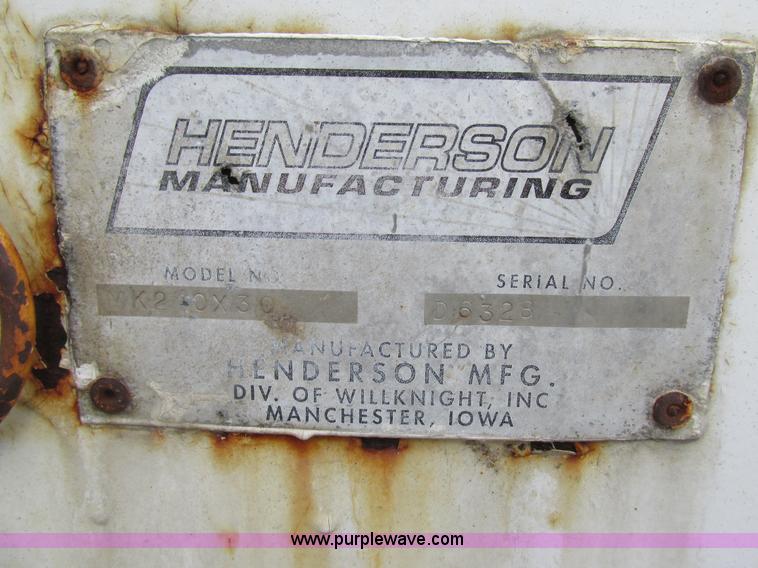 HENDERSON
MANUFACTURING
MODEL NO. SERIAL NO.
D6328
MANUFACTURED BY
HENDERSON MFG.
DIV. OF WILLKNIGHT, INC
MANCHESTER, IOWA
www.purplewave.com